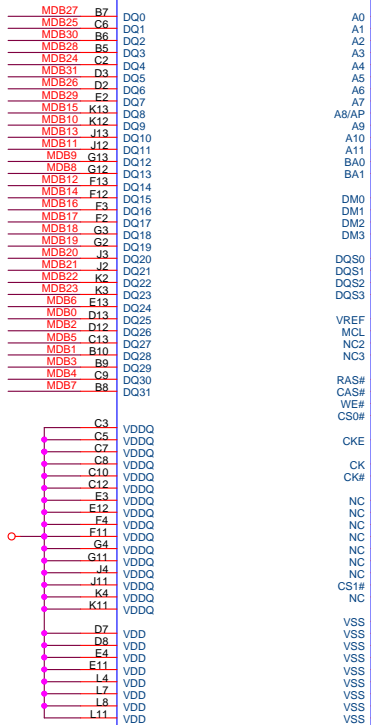 MDB27 B7 DQ0 A0
MDB25 C6 DQ1 A1
MDB30 B6 DQ2 A2
MDB28 B5 DQ3 A3
MDB24 C2 DQ4 A4
MDB31 D3 DQ5 A5
MDB26 D2 DQ6 A6
MDB29 E2 DQ7 A7
MDB15 K13 DQ8 A8/AP
MDB10 K12 DQ9 A9
MDB13 J13 DQ10 A10
MDB11 J12 DQ11 A11
MDB9 G13 DQ12 BA0
MDB8 G12 DQ13 BA1
MDB12 F13 DQ14
MDB14 F12 DQ15 DM0
MDB16 F3 DQ16 DM1
MDB17 F2 DQ17 DM2
MDB18 G3 DQ18 DM3
MDB19 G2 DQ19
MDB20 J3 DQ20 DQS0
MDB21 J2 DQ21 DQS1
MDB22 K2 DQ22 DQS2
MDB23 K3 DQ23 DQS3
MDB6 E13 DQ24
MDB0 D13 DQ25 VREF
MDB2 D12 DQ26 MCL
MDB5 C13 DQ27 NC2
MDB1 B10 DQ28 NC3
MDB3 B9 DQ29
MDB4 C9 DQ30 RAS#
MDB7 B8 DQ31 CAS#
WE#
CS0#
C3 VDDQ
C5 VDDQ CKE
C7 VDDQ
C8 VDDQ CK
C10 VDDQ CK#
C12 VDDQ
E3 VDDQ NC
E12 VDDQ NC
F4 VDDQ NC
F11 VDDQ NC
G4 VDDQ NC
G11 VDDQ NC
J4 VDDQ NC
J11 VDDQ CS1#
K4 VDDQ NC
K11 VDDQ
VSS
D7 VDD VSS
D8 VDD VSS
E4 VDD VSS
E11 VDD VSS
L4 VDD VSS
L7 VDD VSS
L8 VDD VSS
L11 VDD VSS